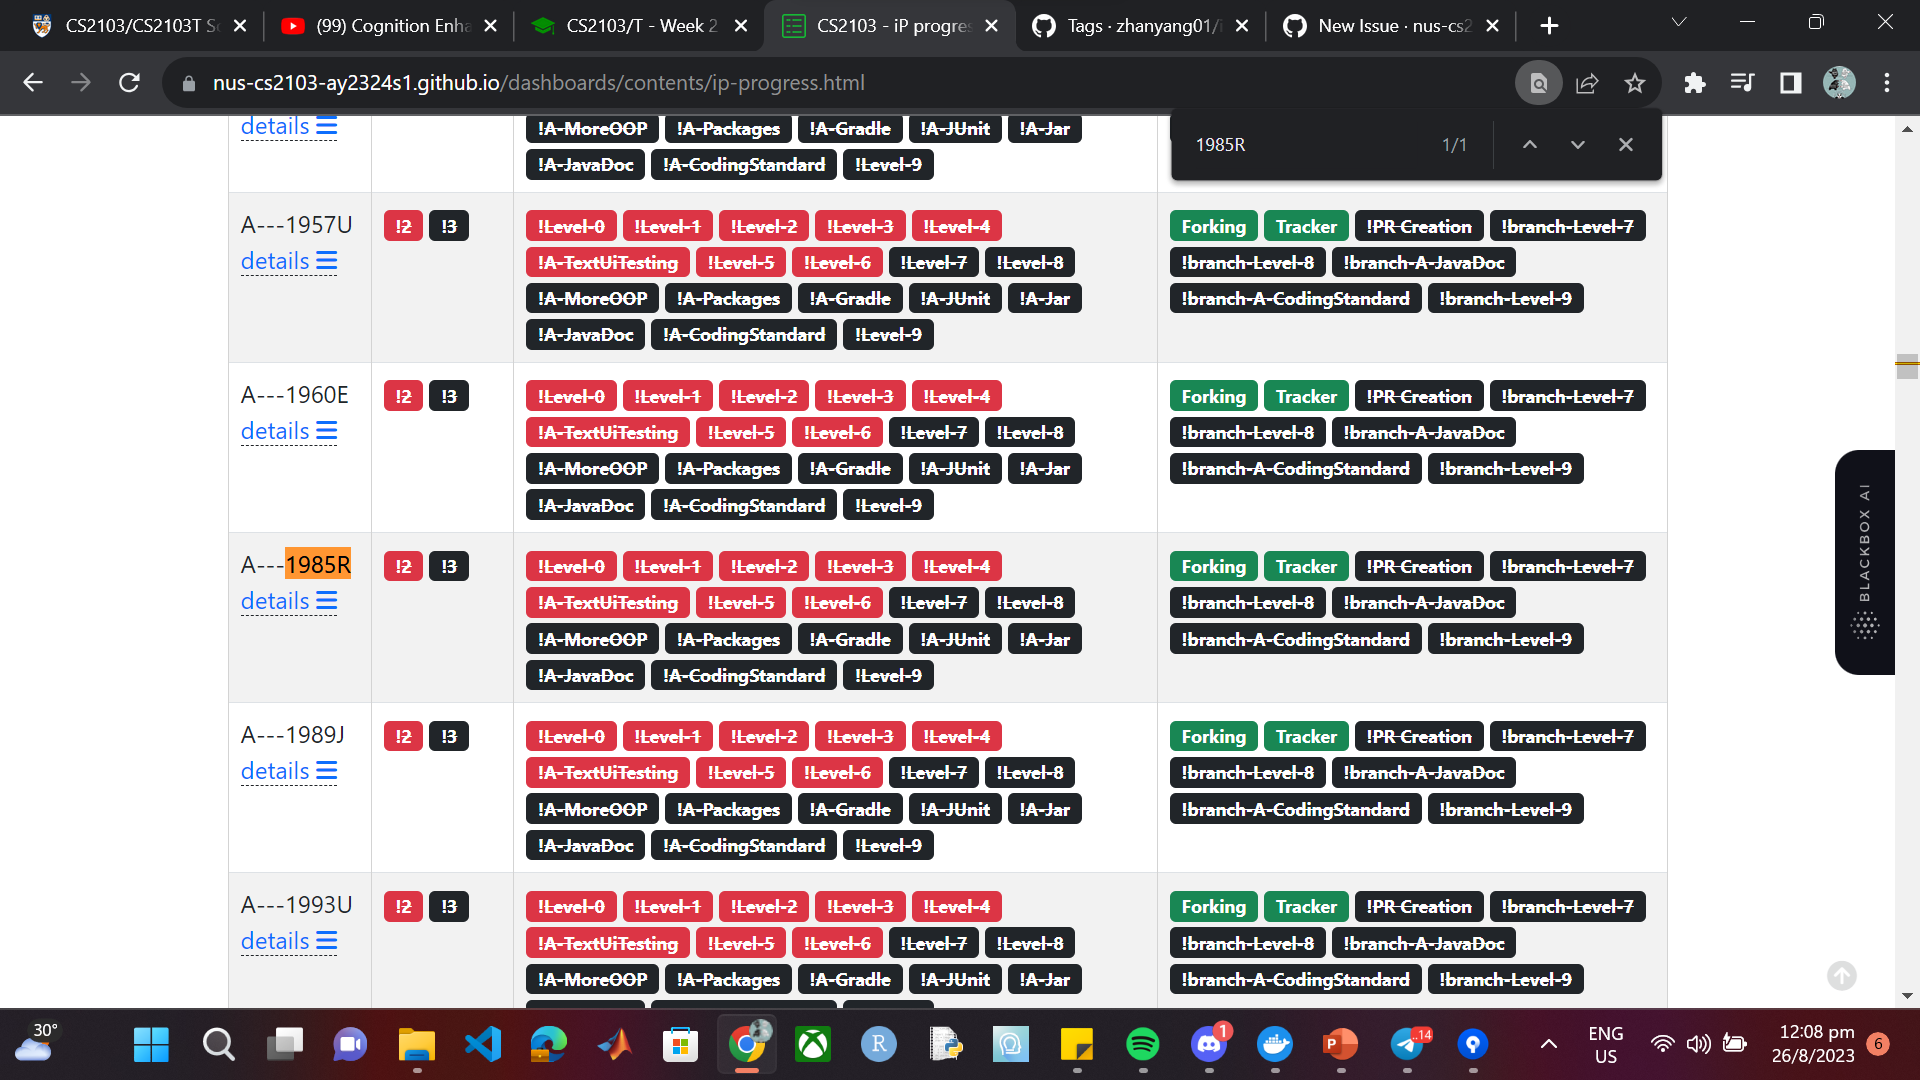 CS2103/CS2103T Se
(99) Cognition Enha
CS2103/T - Week 2
CS2103 - iP progres
Tags · zhanyang01/i
New Issue · nus-cs2
nus-cs2103-ay2324s1.github.io/dashboards/contents/ip-progress.html
1985R 1/1
details !A-MoreOOP !A-Packages !A-Gradle !A-JUnit !A-Jar
!A-JavaDoc !A-CodingStandard !Level-9
A---1957U !2 !3 !Level-0 !Level-1 !Level-2 !Level-3 !Level-4 Forking Tracker !PR Creation !branch-Level-7
details !A-TextUiTesting !Level-5 !Level-6 !Level-7 !Level-8 !branch-Level-8 !branch-A-JavaDoc
!A-MoreOOP !A-Packages !A-Gradle !A-JUnit !A-Jar !branch-A-CodingStandard !branch-Level-9
!A-JavaDoc !A-CodingStandard !Level-9
A---1960E !2 !3 !Level-0 !Level-1 !Level-2 !Level-3 !Level-4 Forking Tracker !PR Creation !branch-Level-7
details !A-TextUiTesting !Level-5 !Level-6 !Level-7 !Level-8 !branch-Level-8 !branch-A-JavaDoc
!A-MoreOOP !A-Packages !A-Gradle !A-JUnit !A-Jar !branch-A-CodingStandard !branch-Level-9
!A-JavaDoc !A-CodingStandard !Level-9
A---1985R !2 !3 !Level-0 !Level-1 !Level-2 !Level-3 !Level-4 Forking Tracker !PR Creation !branch-Level-7
details !A-TextUiTesting !Level-5 !Level-6 !Level-7 !Level-8 !branch-Level-8 !branch-A-JavaDoc
!A-MoreOOP !A-Packages !A-Gradle !A-JUnit !A-Jar !branch-A-CodingStandard !branch-Level-9
!A-JavaDoc !A-CodingStandard !Level-9
A---1989J !2 !3 !Level-0 !Level-1 !Level-2 !Level-3 !Level-4 Forking Tracker !PR Creation !branch-Level-7
details !A-TextUiTesting !Level-5 !Level-6 !Level-7 !Level-8 !branch-Level-8 !branch-A-JavaDoc
!A-MoreOOP !A-Packages !A-Gradle !A-JUnit !A-Jar !branch-A-CodingStandard !branch-Level-9
!A-JavaDoc !A-CodingStandard !Level-9
A---1993U !2 !3 !Level-0 !Level-1 !Level-2 !Level-3 !Level-4 Forking Tracker !PR Creation !branch-Level-7
details !A-TextUiTesting !Level-5 !Level-6 !Level-7 !Level-8 !branch-Level-8 !branch-A-JavaDoc
!A-MoreOOP !A-Packages !A-Gradle !A-JUnit !A-Jar !branch-A-CodingStandard !branch-Level-9
BLACKBOX AI
30°
R
1
P
14
ENG
US
12:08 pm
26/8/2023
6